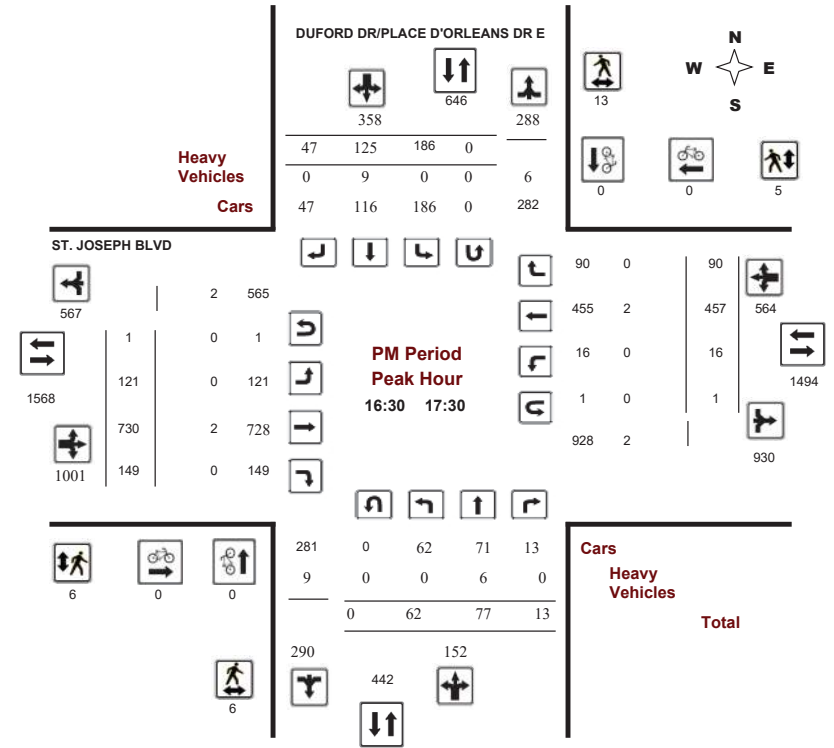 DUFORD DR/PLACE D'ORLEANS DR E
N
W E
S
646
13
358 288
47 125 186 0
Heavy
Vehicles
0 9 0 0 6
Cars
47 116 186 0 282
0 0 5
ST. JOSEPH BLVD
567
2 565
1 0 1
1568
121 0 121
730 2 728
1001
149 0 149
PM Period
Peak Hour
16:30 17:30
90 0 90
455 2 457
564
16 0 16
1494
1 0 1
928 2
930
281 0 62 71 13
Cars
9 0 0 6 0
Heavy
Vehicles
0 62 77 13
Total
6 0 0
290 152
442
6